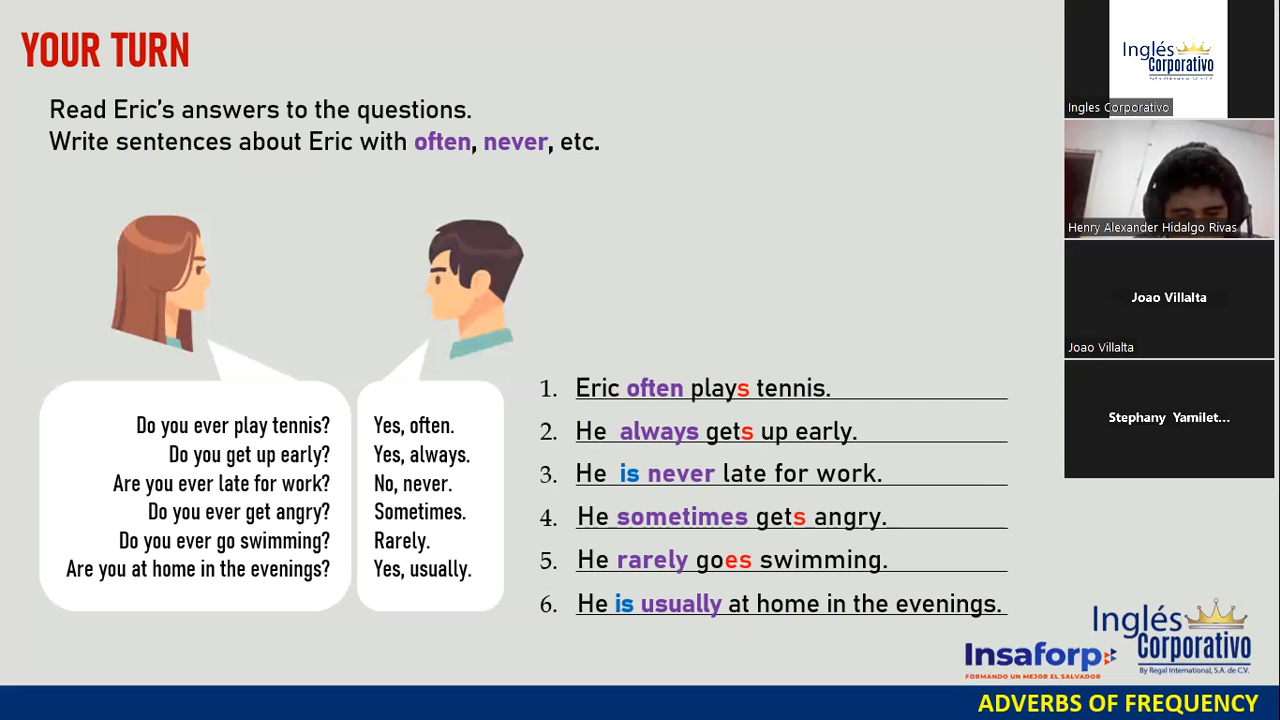 YOUR TURN
Read Eric's answers to the questions.
Write sentences about Eric with often, never, etc.
Do you ever play tennis?
Do you get up early?
Are you ever late for work?
Do you ever get angry?
Do you ever go swimming?
Are you at home in the evenings?
Yes, often.
Yes, always.
No, never.
Sometimes.
Rarely.
Yes, usually.
1. Eric often plays tennis.
2. He always gets up early.
3. He is never late for work.
4. He sometimes gets angry.
5. He rarely goes swimming.
6. He is usually at home in the evenings.
Insaforp
FORMANDO UN MEJOR EL SALVADOR
Inglés
Corporativo
By Regal International, S.A. de C.V.
ADVERBS OF FREQUENCY
Inglés
Corporativo
Ingles Corporativo
Henry Alexander Hidalgo Rivas
Joao Villalta
Joao Villalta
Stephany Yamilet...